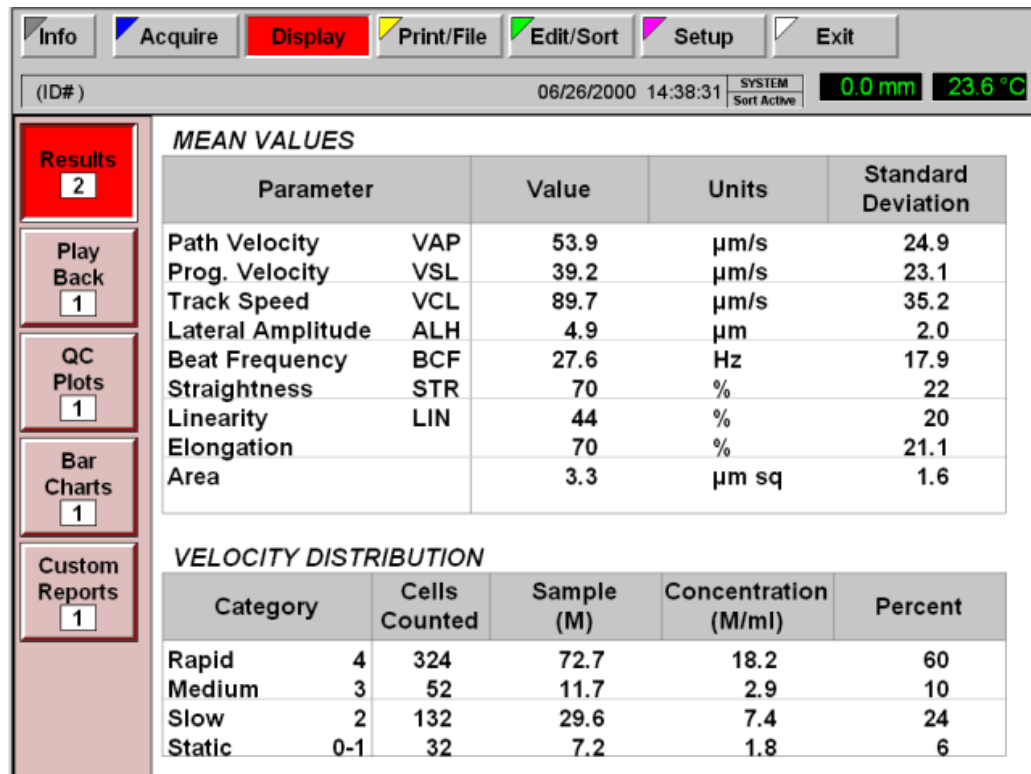 Info Acquire Display Print/File Edit/Sort Setup Exit
(ID#) 06/26/2000 14:38:31 SYSTEM Sort Active 0.0 mm 23.6 °C
Results
2
Play
Back
1
QC
Plots
1
Bar
Charts
1
Custom
Reports
1
MEAN VALUES
Parameter Value Units Standard Deviation
Path Velocity VAP 53.9 µm/s 24.9
Prog. Velocity VSL 39.2 µm/s 23.1
Track Speed VCL 89.7 µm/s 35.2
Lateral Amplitude ALH 4.9 µm 2.0
Beat Frequency BCF 27.6 Hz 17.9
Straightness STR 70 % 22
Linearity LIN 44 % 20
Elongation 70 % 21.1
Area 3.3 µm sq 1.6
VELOCITY DISTRIBUTION
Category Cells Counted Sample (M) Concentration (M/ml) Percent
Rapid 4 324 72.7 18.2 60
Medium 3 52 11.7 2.9 10
Slow 2 132 29.6 7.4 24
Static 0-1 32 7.2 1.8 6